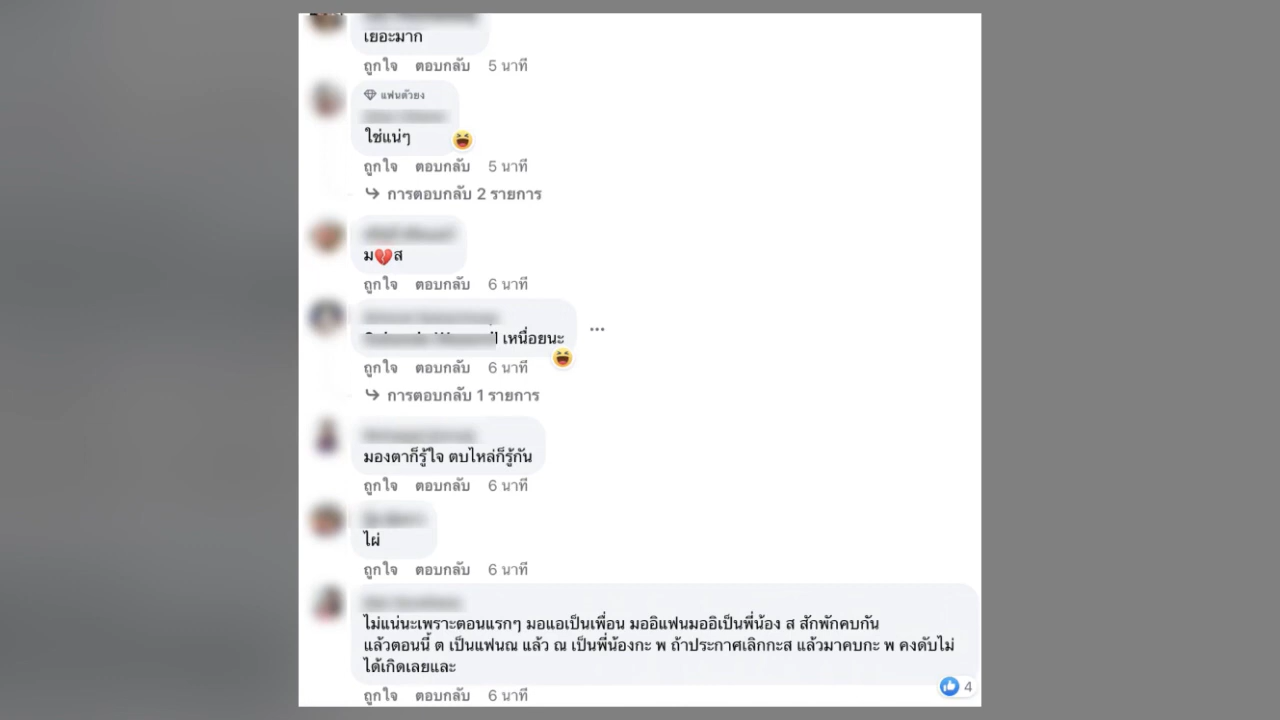 เยอะมาก
ถูกใจ ตอบกลับ 5 นาที
แฟนตัวยง
ใช่แน่ๆ
ถูกใจ ตอบกลับ 5 นาที
การตอบกลับ 2 รายการ
ม💔ส
ถูกใจ ตอบกลับ 6 นาที
เหนื่อยนะ
ถูกใจ ตอบกลับ 6 นาที
การตอบกลับ 1 รายการ
มองตาก็รู้ใจ ตบไหล่ก็รู้กัน
ถูกใจ ตอบกลับ 6 นาที
ไผ่
ถูกใจ ตอบกลับ 6 นาที
ไม่แน่นะเพราะตอนแรกๆ มอแอเป็นเพื่อน มออิแฟนมออิเป็นพี่น้อง ส สักพักคบกัน
แล้วตอนนี้ ต เป็นแฟนณ แล้ว ณ เป็นพี่น้องกะ พ ถ้าประกาศเลิกกะส แล้วมาคบกะ พ คงดับไม่
ได้เกิดเลยและ
4
ถูกใจ ตอบกลับ 6 นาที